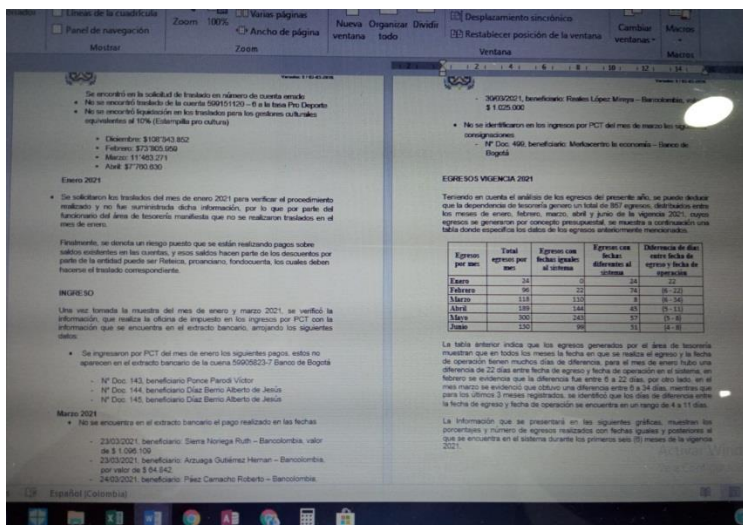 Líneas de la cuadrícula
Panel de navegación
Mostrar
Zoom 100%
Varias páginas
Ancho de página
Zoom
Nueva ventana
Organizar todo
Dividir
Desplazamiento sincrónico
Restablecer posición de la ventana
Ventana
Cambiar ventanas
Macros
Macros
Se encontró en la solicitud de traslado en número de cuenta errado
• No se encontró traslado de la cuenta 599151120 – 6 a la tasa Pro Deporte
• No se encontró liquidación en los traslados para los gestores culturales
equivalentes al 10% (Estampilla pro cultura)
• Diciembre: $108'543.852
• Febrero: $73'805.959
• Marzo: 11'463.271
• Abril: $7'760.630
Enero 2021
• Se solicitaron los traslados del mes de enero 2021 para verificar el procedimiento
realizado y no fue suministrada dicha información, por lo que por parte del
funcionario del área de tesorería manifiesta que no se realizaron traslados en el
mes de enero.
Finalmente, se denota un riesgo puesto que se están realizando pagos sobre
saldos existentes en las cuentas, y esos saldos hacen parte de los descuentos por
parte de la entidad puede ser Reteica, proanciano, fondocuenta, los cuales deben
hacerse el traslado correspondiente.
INGRESO
Una vez tomada la muestra del mes de enero y marzo 2021, se verificó la
información, que realiza la oficina de impuesto en los ingresos por PCT con la
información que se encuentra en el extracto bancario, arrojando los siguientes
datos:
• Se ingresaron por PCT del mes de enero los siguientes pagos, estos no
aparecen en el extracto bancario de la cuena 59905823-7 Banco de Bogotá
- N° Doc. 143, beneficiario Ponce Parodi Víctor
- N° Doc. 144, beneficiario Díaz Berrio Alberto de Jesús
- N° Doc. 145, beneficiario Díaz Berrio Alberto de Jesús
Marzo 2021
• No se encuentra en el extracto bancario el pago realizado en las fechas
- 23/03/2021, beneficiario: Sierra Noriega Ruth – Bancolombia, valor
de $ 1.096.109
- 23/03/2021, beneficiario: Arzuaga Gutiérrez Hernan – Bancolombia,
por valor de $ 64.842
- 24/03/2021, beneficiario: Páez Camacho Roberto – Bancolombia,
- 30/03/2021, beneficiario: Reales López Mireya – Bancolombia,
$ 1.025.000
• No se identificaron en los ingresos por PCT del mes de marzo las
consignaciones
- N° Doc. 499, beneficiario: Merkacentro la economía – Banco de
Bogotá
EGRESOS VIGENCIA 2021
Teniendo en cuenta el análisis de los egresos del presente año, se puede deducir
que la dependencia de tesorería genero un total de 857 egresos, distribuidos entre
los meses de enero, febrero, marzo, abril y junio de la vigencia 2021, cuyos
egresos se generaron por concepto presupuestal, se muestra a continuación una
tabla donde especifica los datos de los egresos anteriormente mencionados.
Egresos por mes | Total egresos por mes | Egresos con fechas iguales al sistema | Egresos con fechas diferentes al sistema | Diferencia de días entre fecha de egreso y fecha de operación
Enero 24 0 24 22
Febrero 96 22 74 (6 - 22)
Marzo 118 110 8 (6 - 34)
Abril 189 144 45 (5 - 11)
Mayo 300 243 57 (5 - 8)
Junio 130 99 31 (4 - 8)
La tabla anterior indica que los egresos generados por el área de tesorería
muestran que en todos los meses la fecha en que se realiza el egreso y la fecha
de operación tienen muchos días de diferencia, para el mes de enero hubo una
diferencia de 22 días entre fecha de egreso y fecha de operación en el sistema, en
febrero se evidencia que la diferencia fue entre 6 a 22 días, por otro lado, en el
mes marzo se evidenció que obtuvo una diferencia entre 6 a 34 días, mientras que
para los últimos 3 meses registrados, se identificó que los días de diferencia entre
la fecha de egreso y fecha de operación se encuentra en un rango de 4 a 11 días.
La Información que se presentará en las siguientes gráficas, muestran los
porcentajes y número de egresos realizados con fechas iguales y posteriores al
que se encuentra en el sistema durante los primeros seis (6) meses de la vigencia
2021.
Español (Colombia)